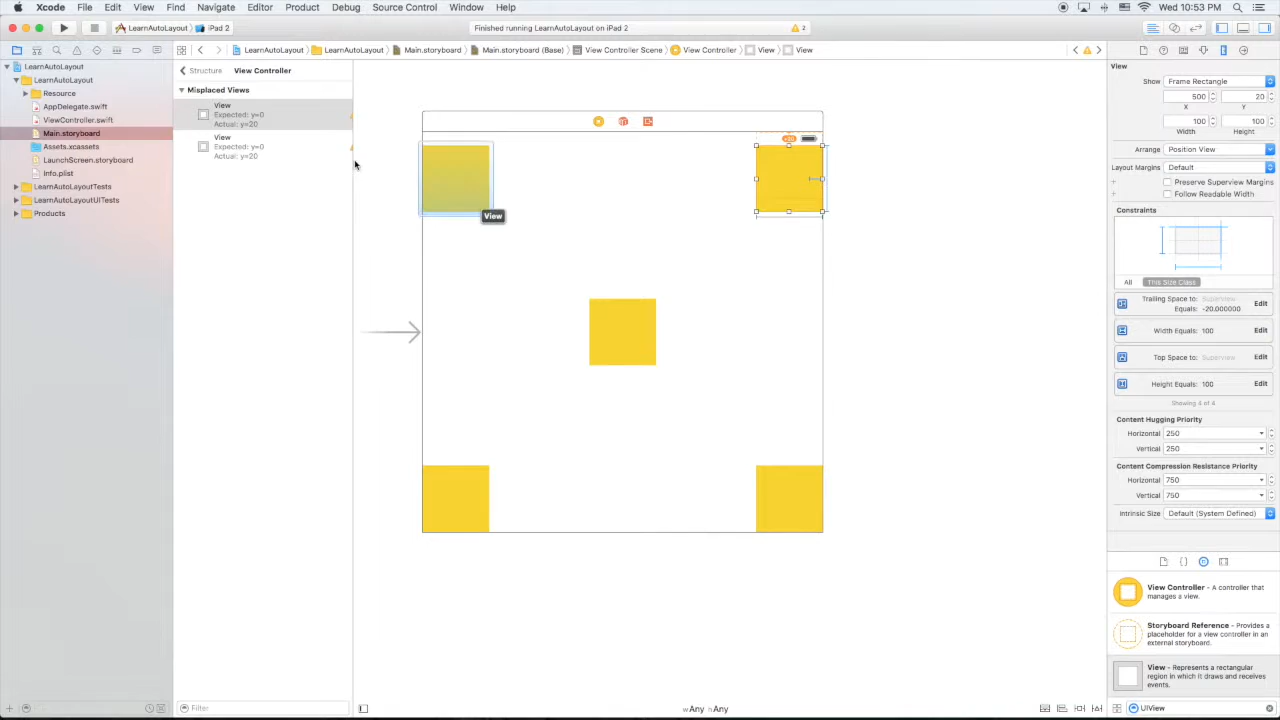 Xcode File Edit View Find Navigate Editor Product Debug Source Control Window Help Wed 10:53 PM
LearnAutoLayout iPad 2 Finished running LearnAutoLayout on iPad 2 2
LearnAutoLayout LearnAutoLayout Main.storyboard Main.storyboard (Base) View Controller Scene View Controller View View
LearnAutoLayout
LearnAutoLayout
Resource
AppDelegate.swift
ViewController.swift
Main.storyboard
Assets.xcassets
LaunchScreen.storyboard
Info.plist
LearnAutoLayoutTests
LearnAutoLayoutUITests
Products
Structure View Controller
Misplaced Views
View
Expected: y=0
Actual: y=20
View
Expected: y=0
Actual: y=20
Filter
View
wAny hAny
View
Show Frame Rectangle
500 20
X Y
100 100
Width Height
Arrange Position View
Layout Margins Default
Preserve Superview Margins
Follow Readable Width
Constraints
All This Size Class
Trailing Space to: Superview Edit
Equals: -20.000000
Width Equals: 100 Edit
Top Space to: Superview Edit
Height Equals: 100 Edit
Showing 4 of 4
Content Hugging Priority
Horizontal 250
Vertical 250
Content Compression Resistance Priority
Horizontal 750
Vertical 750
Intrinsic Size Default (System Defined)
View Controller - A controller that
manages a view.
Storyboard Reference - Provides a
placeholder for a view controller in an
external storyboard.
View - Represents a rectangular
region in which it draws and receives
events.
UIView